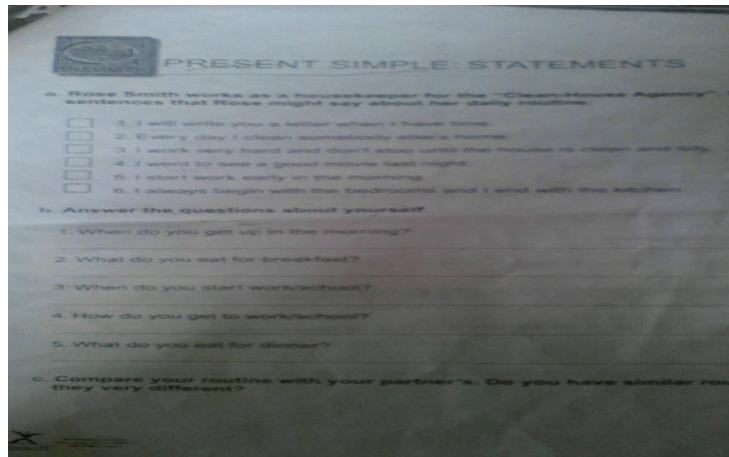 PRESENT SIMPLE: STATEMENTS
a. Rose Smith works as a housekeeper for the "Clean-House Agency".
sentences that Rose might say about her daily routine.
1. I will write you a letter when I have time.
2. Every day I clean somebody else's home.
3. I work very hard and don't stop until the house is clean and tidy.
4. I went to see a good movie last night.
5. I start work early in the morning.
6. I always begin with the bedrooms and I end with the kitchen.
b. Answer the questions about yourself.
1. When do you get up in the morning?
2. What do you eat for breakfast?
3. When do you start work/school?
4. How do you get to work/school?
5. What do you eat for dinner?
c. Compare your routine with your partner's. Do you have similar rou
they very different?